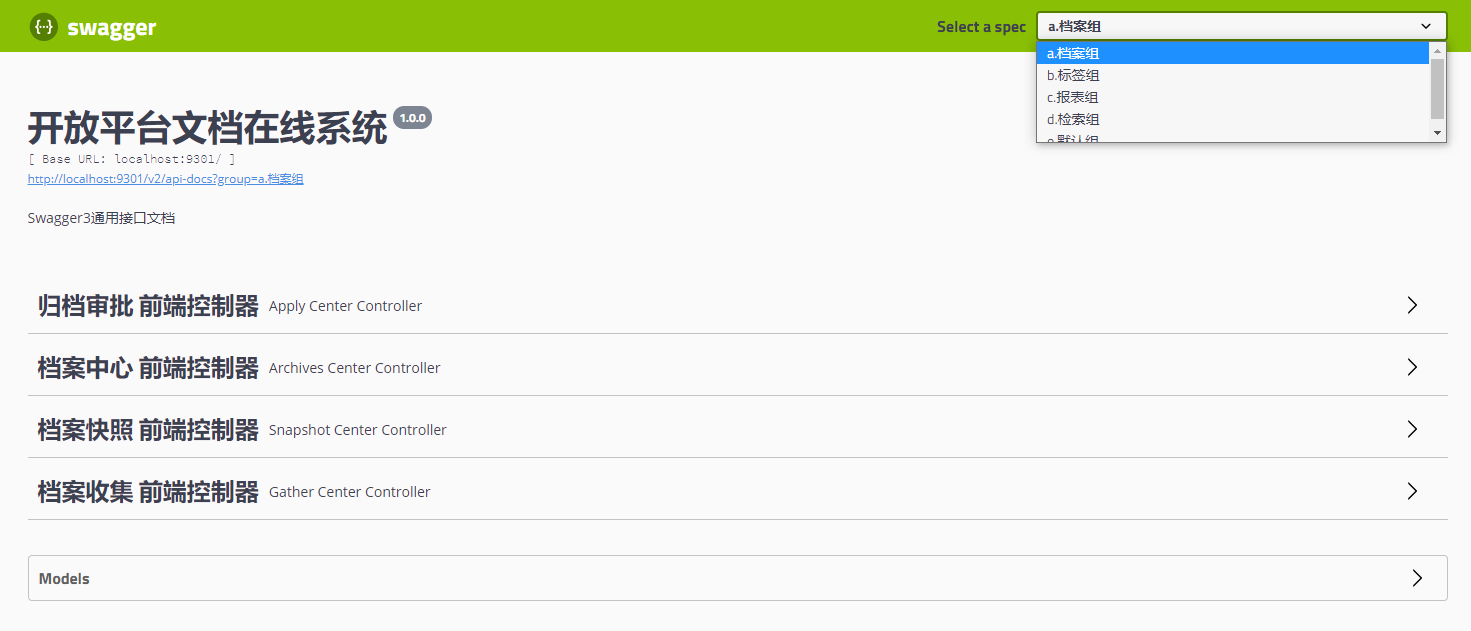 {···} swagger
Select a spec
a.档案组
a.档案组
b.标签组
c.报表组
d.检索组
e.默认组
开放平台文档在线系统 1.0.0
[ Base URL: localhost:9301/ ]
http://localhost:9301/v2/api-docs?group=a.档案组
Swagger3通用接口文档
归档审批 前端控制器 Apply Center Controller
档案中心 前端控制器 Archives Center Controller
档案快照 前端控制器 Snapshot Center Controller
档案收集 前端控制器 Gather Center Controller
Models